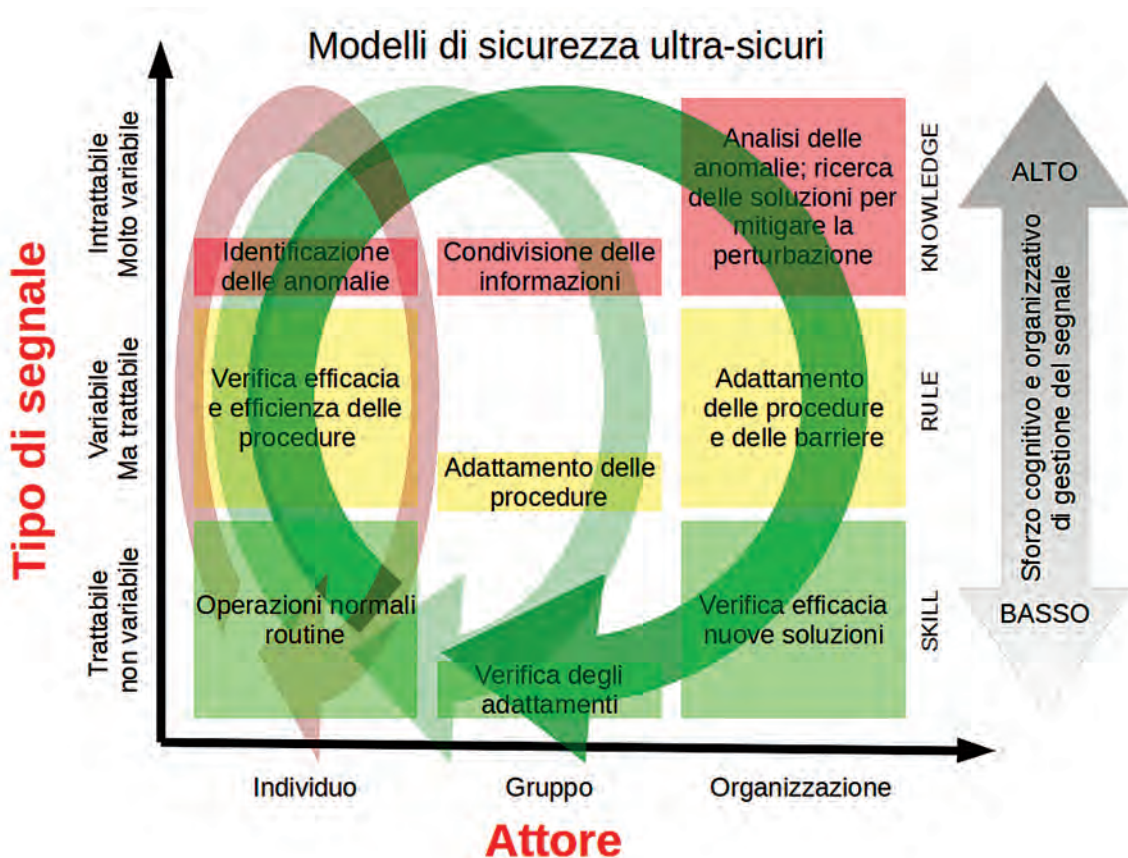 Modelli di sicurezza ultra-sicuri
Tipo di segnale
Intrattabile
Molto variabile
Variabile
Ma trattabile
Trattabile
non variabile
Identificazione
delle anomalie
Condivisione delle
informazioni
Analisi delle
anomalie; ricerca
delle soluzioni per
mitigare la
perturbazione
Verifica efficacia
e efficienza delle
procedure
Adattamento delle
procedure
Adattamento
delle procedure
e delle barriere
Operazioni normali
routine
Verifica degli
adattamenti
Verifica efficacia
nuove soluzioni
KNOWLEDGE
RULE
SKILL
ALTO
Sforzo cognitivo e organizzativo
di gestione del segnale
BASSO
Individuo
Gruppo
Organizzazione
Attore